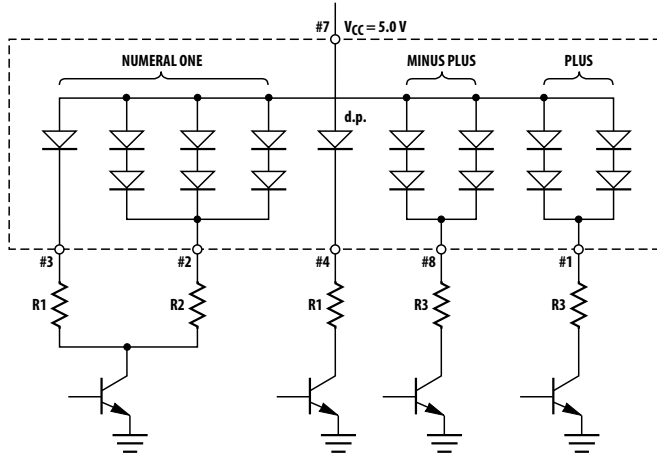 #7 V_CC = 5.0 V
NUMERAL ONE MINUS PLUS PLUS
d.p.
#3 #2 #4 #8 #1
R1 R2 R1 R3 R3